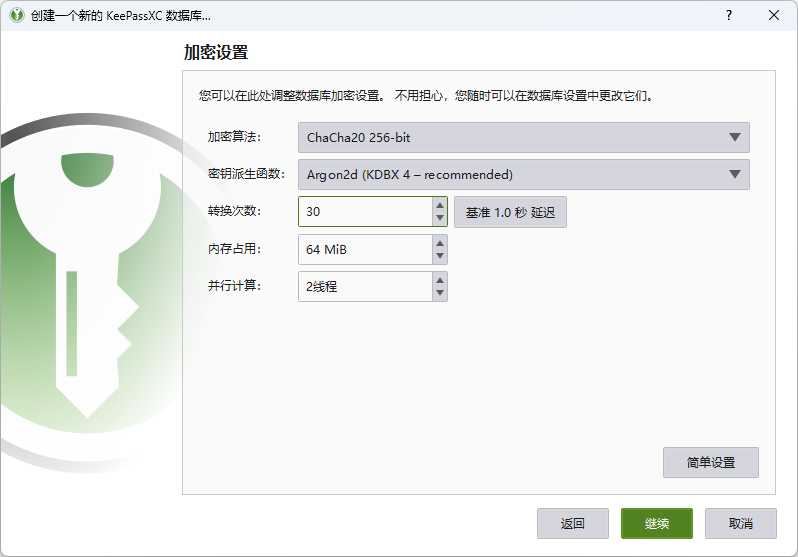 创建一个新的 KeePassXC 数据库...
?
加密设置
您可以在此处调整数据库加密设置。 不用担心，您随时可以在数据库设置中更改它们。
加密算法： ChaCha20 256-bit
密钥派生函数： Argon2d (KDBX 4 – recommended)
转换次数： 30 基准 1.0 秒 延迟
内存占用： 64 MiB
并行计算： 2线程
简单设置
返回 继续 取消